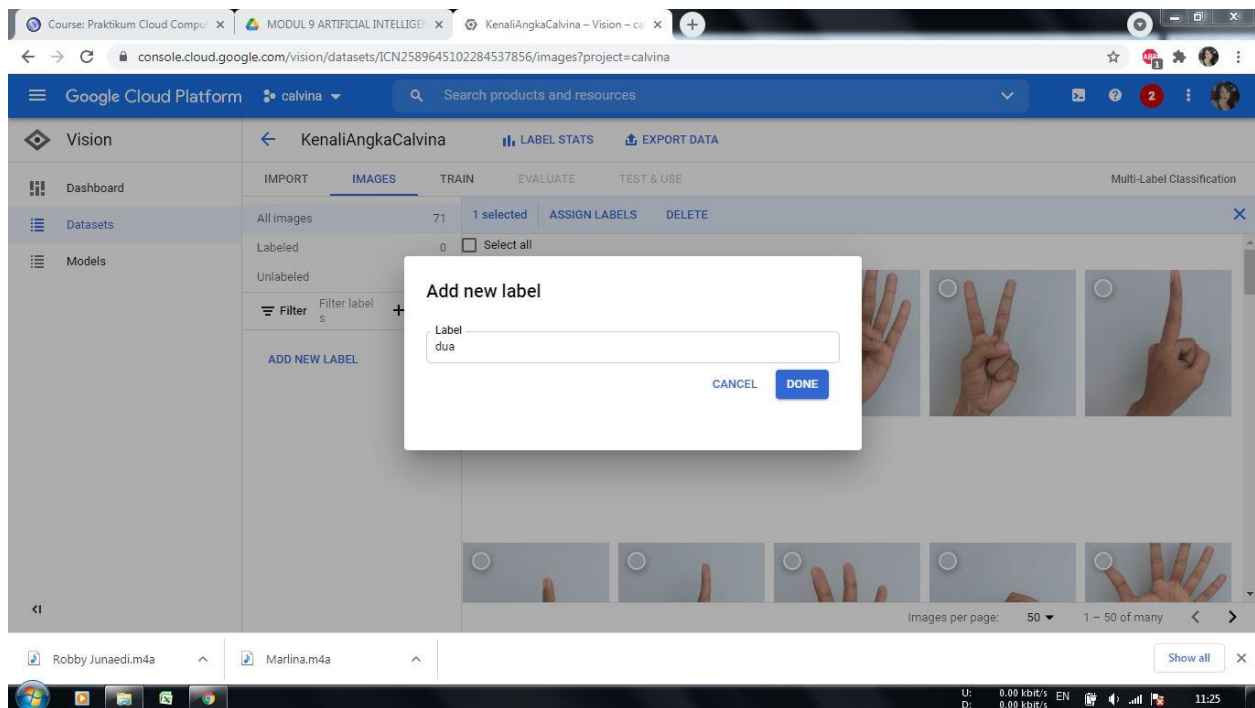 Course: Praktikum Cloud Comput
MODUL 9 ARTIFICIAL INTELLIGE
KenaliAngkaCalvina – Vision – ca
console.cloud.google.com/vision/datasets/ICN2589645102284537856/images?project=calvina
Google Cloud Platform
calvina
Search products and resources
2
Vision
KenaliAngkaCalvina
LABEL STATS
EXPORT DATA
Dashboard
Datasets
Models
IMPORT
IMAGES
TRAIN
EVALUATE
TEST & USE
Multi-Label Classification
All images 71
Labeled 0
Unlabeled
Filter
Filter label
s
ADD NEW LABEL
1 selected
ASSIGN LABELS
DELETE
Select all
Add new label
Label
dua
CANCEL
DONE
Images per page: 50
1 – 50 of many
Robby Junaedi.m4a
Marlina.m4a
Show all
U: 0.00 kbit/s
D: 0.00 kbit/s
EN
11:25